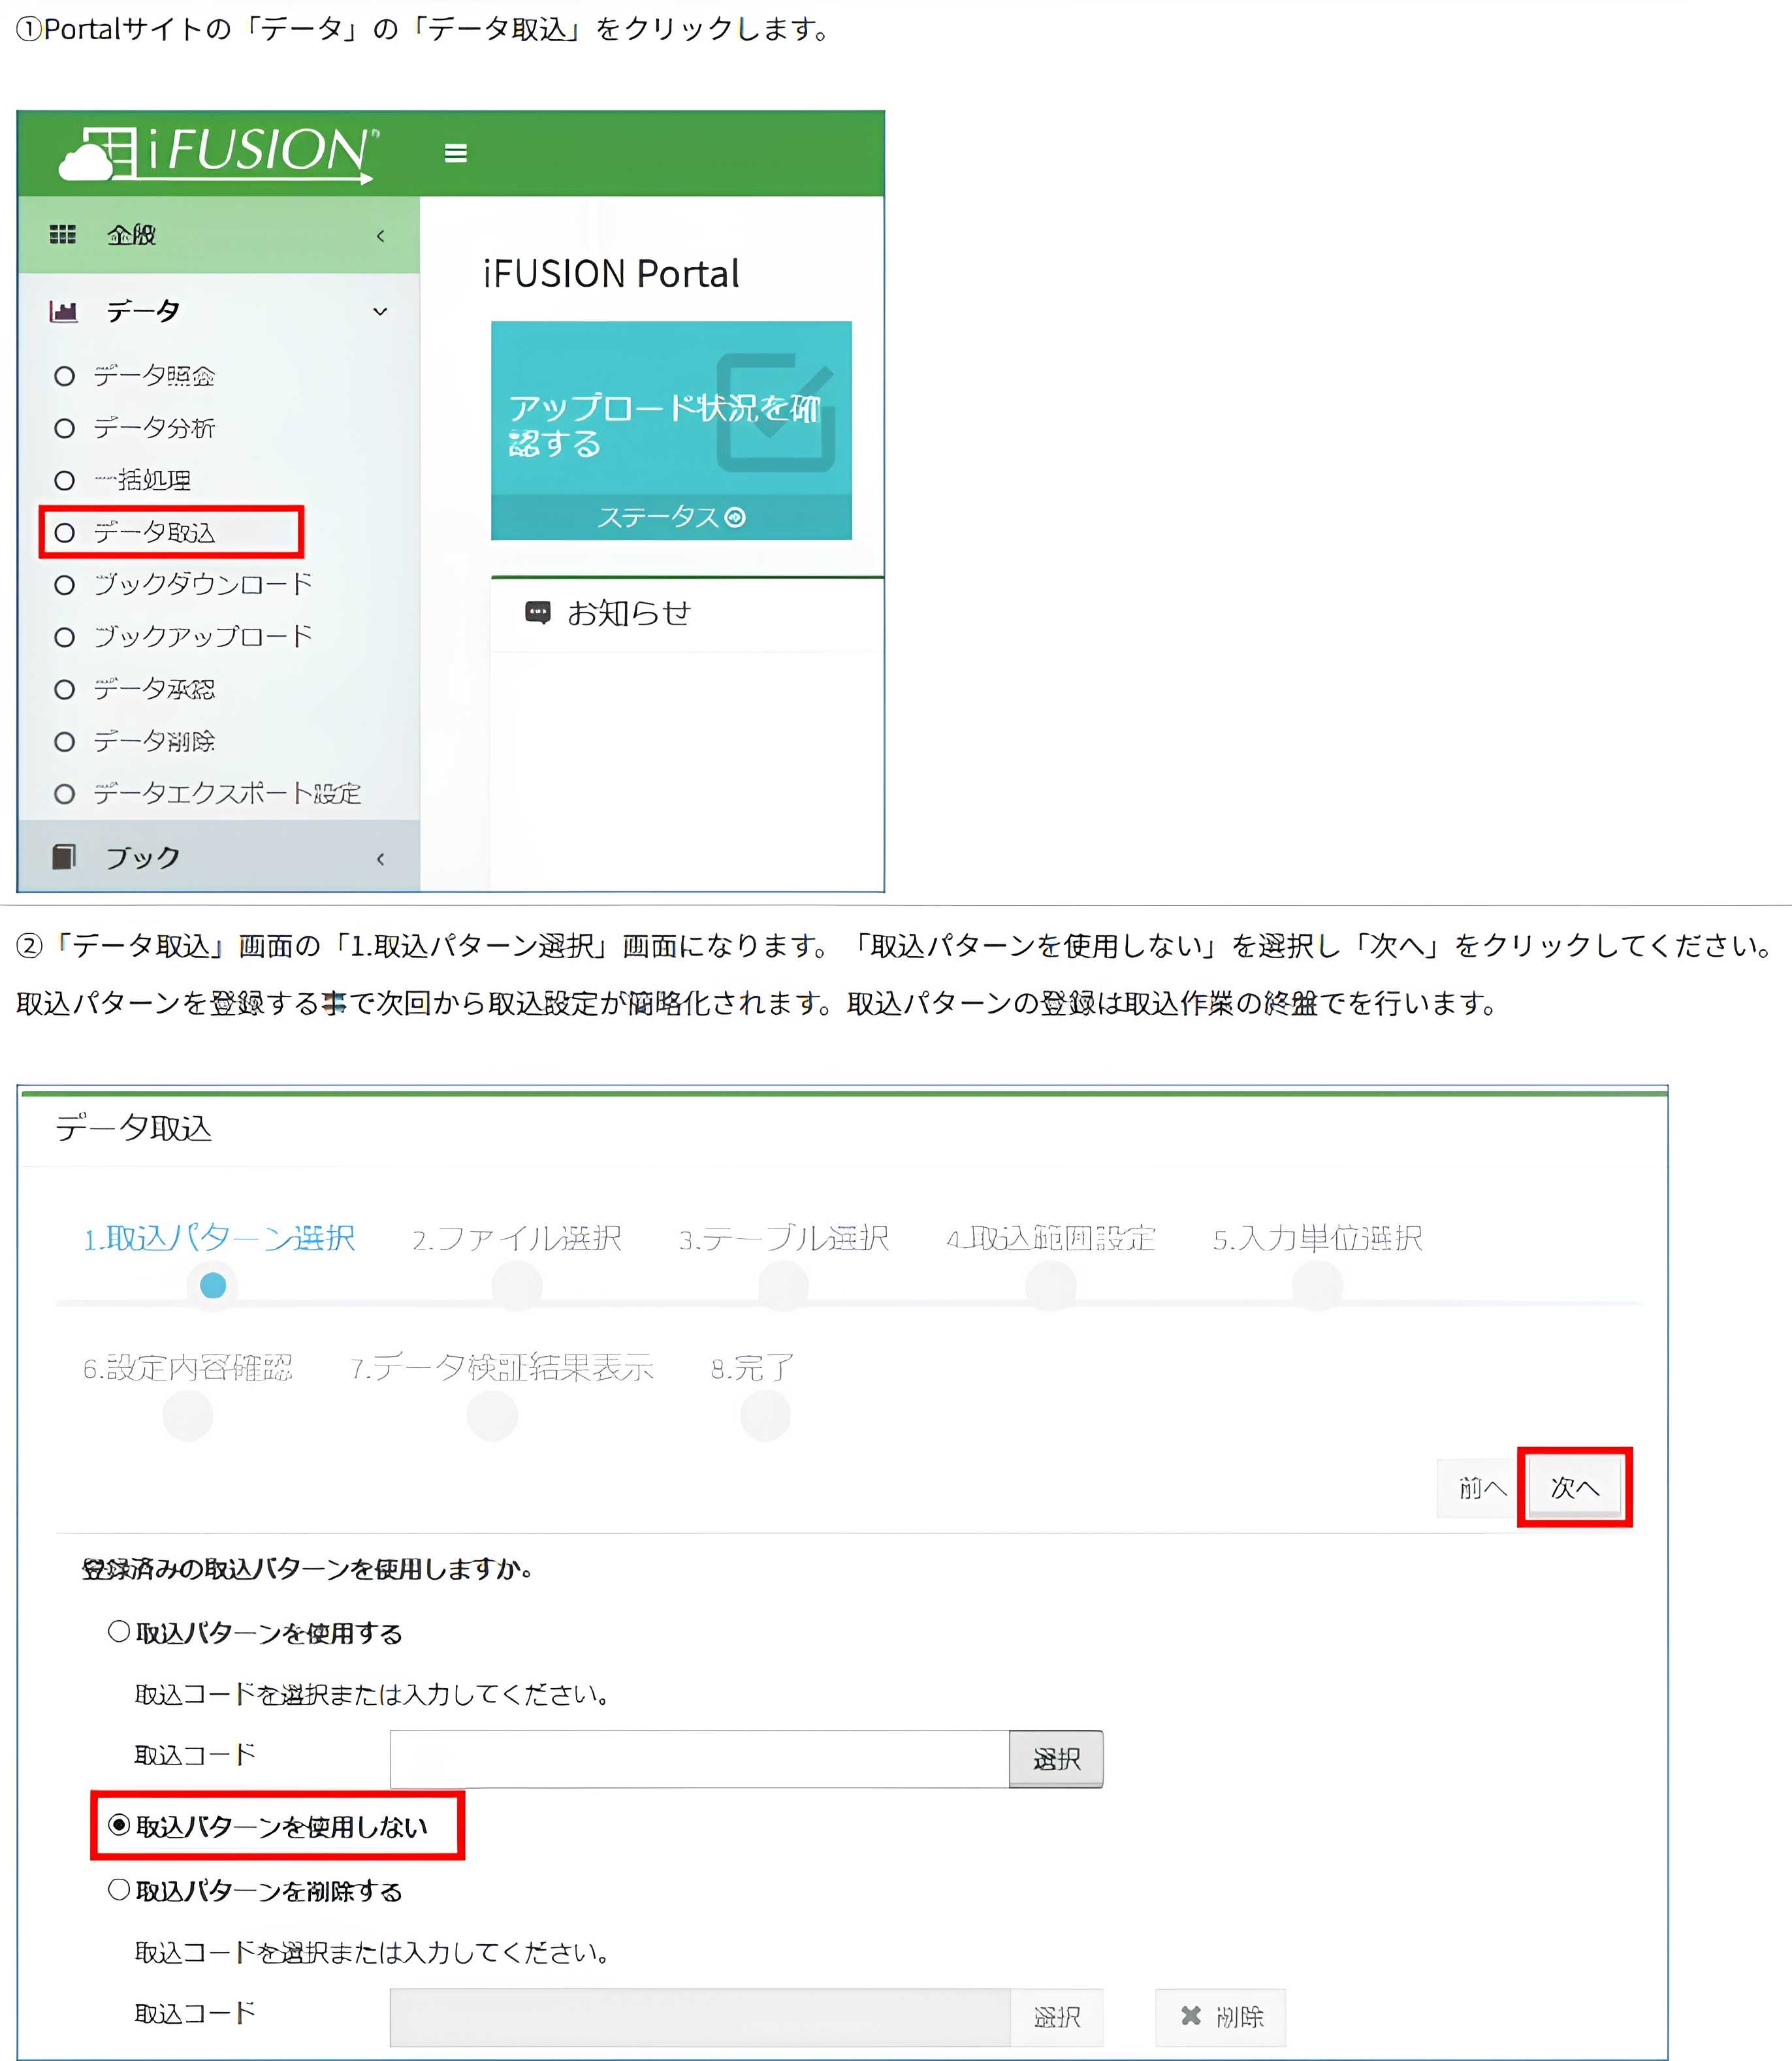 ①Portalサイトの「データ」の「データ取込」をクリックします。
iFUSION
全般
データ
データ照会
データ分析
一括処理
データ取込
ブックダウンロード
ブックアップロード
データ承認
データ削除
データエクスポート設定
ブック
iFUSION Portal
アップロード状況を確
認する
ステータス
お知らせ
②「データ取込」画面の「1.取込パターン選択」画面になります。「取込パターンを使用しない」を選択し「次へ」をクリックしてください。
取込パターンを登録する事で次回から取込設定が簡略化されます。取込パターンの登録は取込作業の終盤でを行います。
データ取込
1.取込パターン選択 2.ファイル選択 3.テーブル選択 4.取込範囲設定 5.入力単位選択
6.設定内容確認 7.データ検証結果表示 8.完了
前へ 次へ
登録済みの取込パターンを使用しますか。
取込パターンを使用する
取込コードを選択または入力してください。
取込コード 選択
取込パターンを使用しない
取込パターンを削除する
取込コードを選択または入力してください。
取込コード 選択 削除